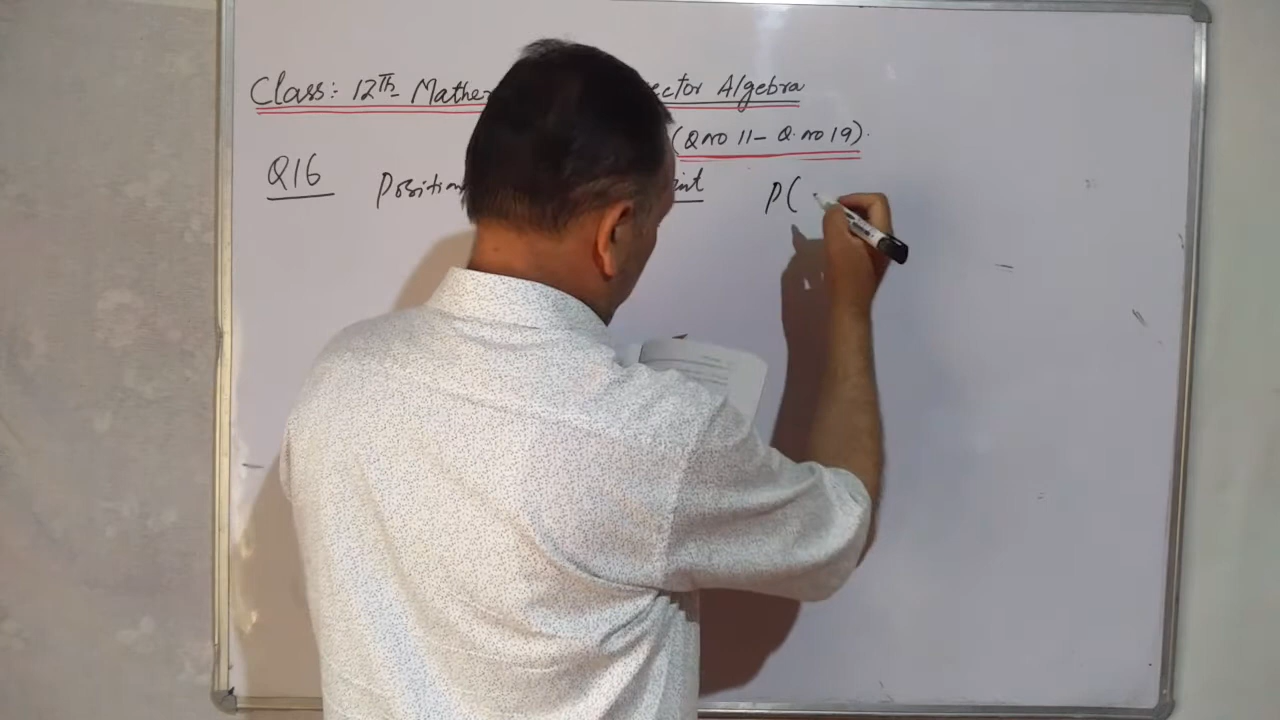 Class:- 12Th Mathe ector Algebra
(Q no 11 - Q. no 19).
Q16 Position int P(